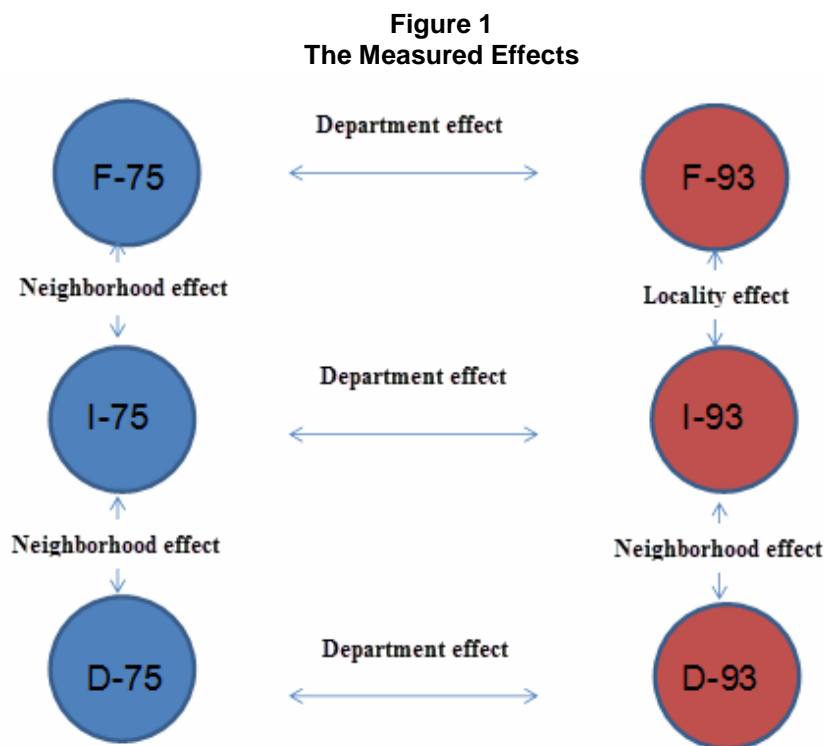 Figure 1
The Measured Effects
Department effect
F-75
F-93
Neighborhood effect
Locality effect
Department effect
I-75
I-93
Neighborhood effect
Neighborhood effect
Department effect
D-75
D-93